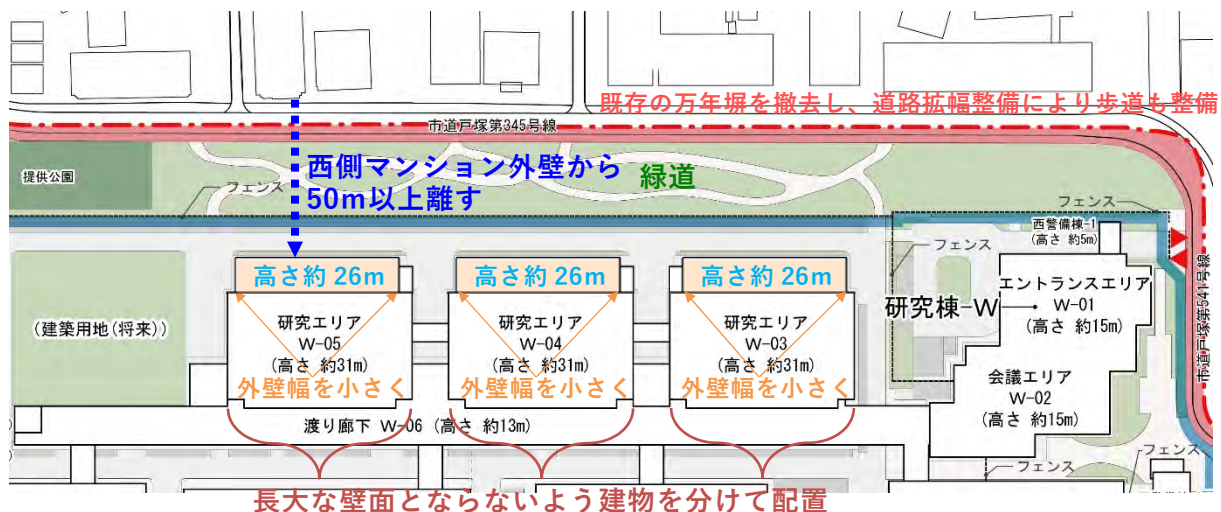 既存の万年塀を撤去し、道路拡幅整備により歩道も整備
市道戸塚第345号線
提供公園
フェンス
西側マンション外壁から
50m以上離す
緑道
フェンス
西警備棟-1
(高さ 約5m)
フェンス
高さ約 26m
高さ約 26m
高さ約 26m
エントランスエリア
W-01
(高さ 約15m)
研究棟-W
市道戸塚第541号線
(建築用地(将来))
研究エリア
W-05
(高さ 約31m)
研究エリア
W-04
(高さ 約31m)
研究エリア
W-03
(高さ 約31m)
外壁幅を小さく
外壁幅を小さく
外壁幅を小さく
会議エリア
W-02
(高さ 約15m)
渡り廊下 W-06 (高さ 約13m)
フェンス
フェンス
長大な壁面とならないよう建物を分けて配置